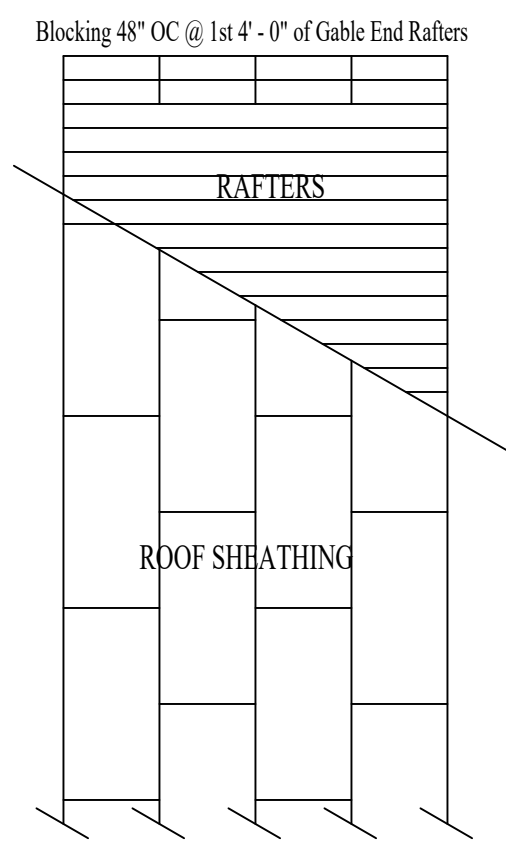 Blocking 48" OC @ 1st 4' - 0" of Gable End Rafters
RAFTERS
ROOF SHEATHING